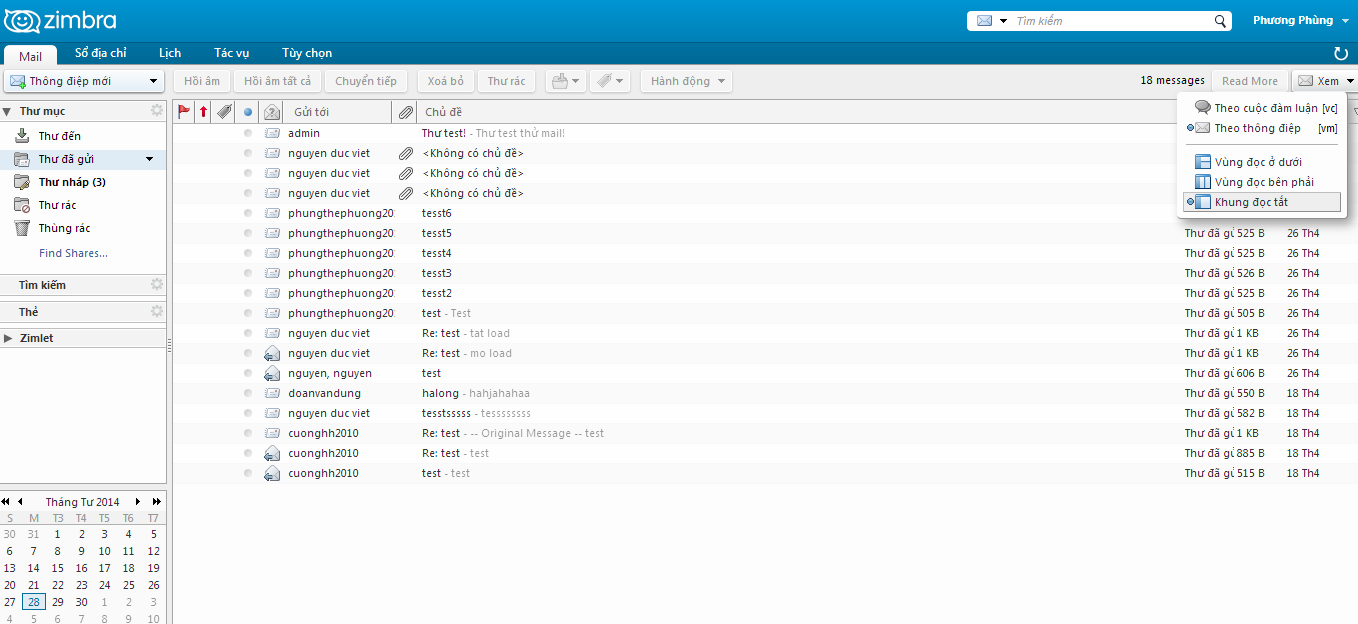 zimbra
Tìm kiếm
Phương Phùng
Mail Sổ địa chỉ Lịch Tác vụ Tùy chọn
Thông điệp mới Hồi âm Hồi âm tất cả Chuyển tiếp Xoá bỏ Thư rác Hành động 18 messages Read More Xem
Thư mục
Thư đến
Thư đã gửi
Thư nháp (3)
Thư rác
Thùng rác
Find Shares...
Tìm kiếm
Thẻ
Zimlet
Gửi tới Chủ đề
admin Thư test! - Thư test thử mail!
nguyen duc viet <Không có chủ đề>
nguyen duc viet <Không có chủ đề>
nguyen duc viet <Không có chủ đề>
phungthephuong20 tesst6
phungthephuong20 tesst5 Thư đã gử 525 B 26 Th4
phungthephuong20 tesst4 Thư đã gử 525 B 26 Th4
phungthephuong20 tesst3 Thư đã gử 526 B 26 Th4
phungthephuong20 tesst2 Thư đã gử 525 B 26 Th4
phungthephuong20 test - Test Thư đã gử 505 B 26 Th4
nguyen duc viet Re: test - tat load Thư đã gử 1 KB 26 Th4
nguyen duc viet Re: test - mo load Thư đã gử 1 KB 26 Th4
nguyen, nguyen test Thư đã gử 606 B 26 Th4
doanvandung halong - hahjahahaa Thư đã gử 550 B 18 Th4
nguyen duc viet tesstsssss - tessssssss Thư đã gử 582 B 18 Th4
cuonghh2010 Re: test - -- Original Message -- test Thư đã gử 1 KB 18 Th4
cuonghh2010 Re: test - test Thư đã gử 885 B 18 Th4
cuonghh2010 test - test Thư đã gử 515 B 18 Th4
Theo cuộc đàm luận [vc]
Theo thông điệp [vm]
Vùng đọc ở dưới
Vùng đọc bên phải
Khung đọc tắt
Tháng Tư 2014
S M T3 T4 T5 T6 T7
30 31 1 2 3 4 5
6 7 8 9 10 11 12
13 14 15 16 17 18 19
20 21 22 23 24 25 26
27 28 29 30 1 2 3
4 5 6 7 8 9 10